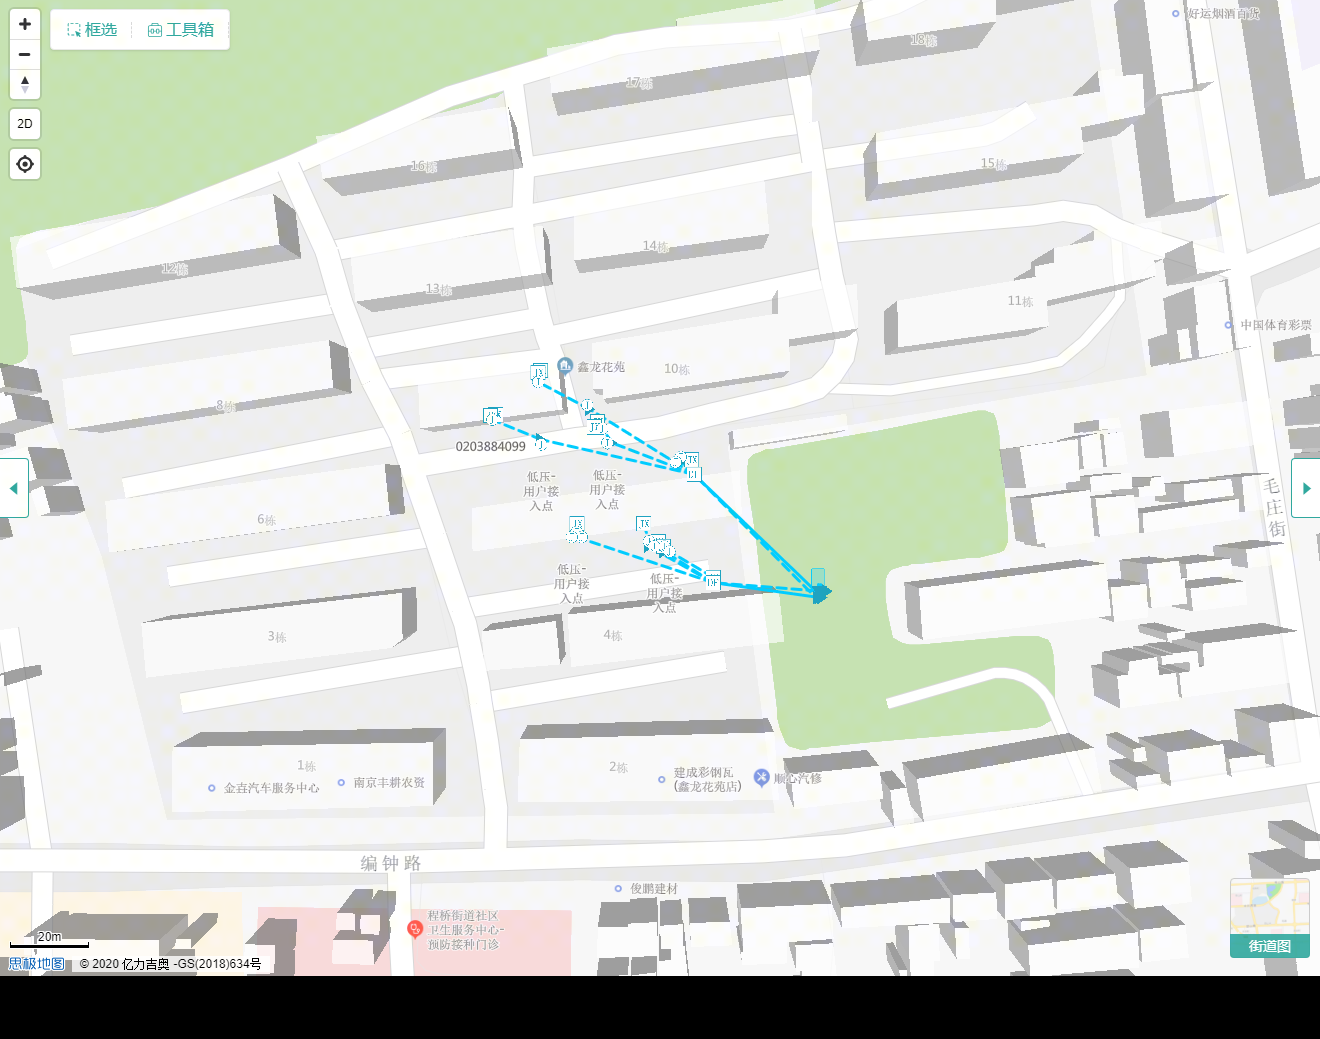 框选
工具箱
2D
好运烟酒百货
18栋
17栋
16栋
15栋
14栋
13栋
12栋
11栋
中国体育彩票
鑫龙花苑
10栋
8栋
JX
JX
0203884099
JX
JX
低压-
用户接
入点
低压-
用户接
入点
毛
庄
街
6栋
JX
JX
低压-
用户接
入点
低压-
用户接
入点
3栋
4栋
1栋
2栋
金壵汽车服务中心
南京丰耕农资
建成彩钢瓦
(鑫龙花苑店)
顺心汽修
编钟路
俊鹏建材
程桥街道社区
卫生服务中心-
预防接种门诊
20m
思极地图
© 2020 亿力吉奥 -GS(2018)634号
街道图